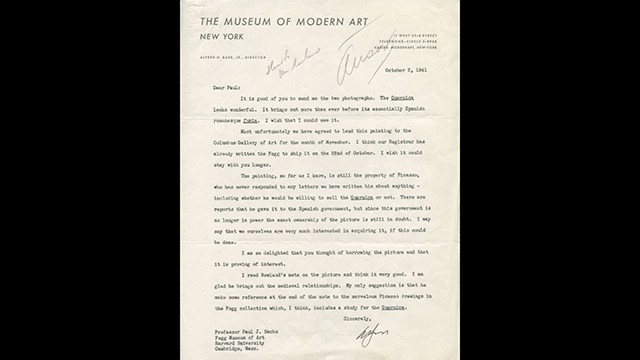 THE MUSEUM OF MODERN ART
NEW YORK
11 WEST 53rd STREET
TELEPHONE: CIRCLE 5-8900
CABLES: MODERNART, NEW-YORK
ALFRED H. BARR, JR., DIRECTOR
October 2, 1941
Dear Paul:
It is good of you to send me the two photographs. The Guernica
looks wonderful. It brings out more than ever before its essentially Spanish
romanesque furia. I wish that I could see it.
Most unfortunately we have agreed to lend this painting to the
Columbus Gallery of Art for the month of November. I think our Registrar has
already written the Fogg to ship it on the 22nd of October. I wish it could
stay with you longer.
The painting, so far as I know, is still the property of Picasso,
who has never responded to any letters we have written him about anything -
including whether he would be willing to sell the Guernica or not. There are
reports that he gave it to the Spanish government, but since this government is
no longer in power the exact ownership of the picture is still in doubt. I may
say that we ourselves are very much interested in acquiring it, if this could
be done.
I am so delighted that you thought of borrowing the picture and that
it is proving of interest.
I read Rowland's note on the picture and think it very good. I am
glad he brings out the medieval relationships. My only suggestion is that he
make some reference at the end of the note to the marvelous Picasso drawings in
the Fogg collection which, I think, includes a study for the Guernica.
Sincerely,
Professor Paul J. Sachs
Fogg Museum of Art
Harvard University
Cambridge, Mass.